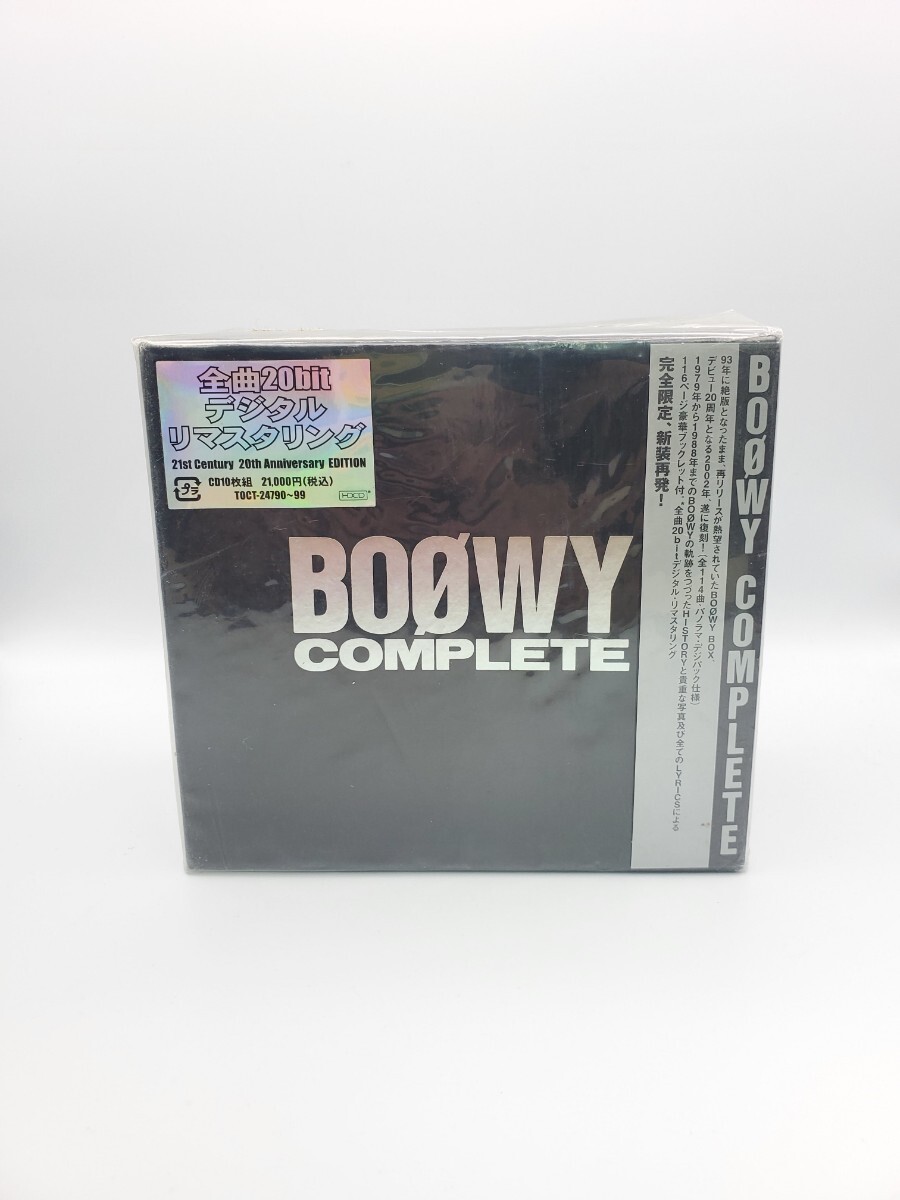 全曲20bit
デジタル
リマスタリング
21st Century 20th Anniversary EDITION
CD10枚組 21,000円(税込)
プラ
TOCT-24790~99
HDCD
BOØWY
COMPLETE
BOØWY COMPLETE
93年に絶版となったまま、再リリースが熱望されていたBOØWY BOX、
デビュー20周年となる2002年、遂に復刻!(全114曲・パノラマ・デジパック仕様)
1979年から1988年までのBOØWYの軌跡をつづったHISTORYと貴重な写真及び全てのLYRICSによる
116ページ豪華ブックレット付。全曲20bitデジタル・リマスタリング
完全限定、新装再発!